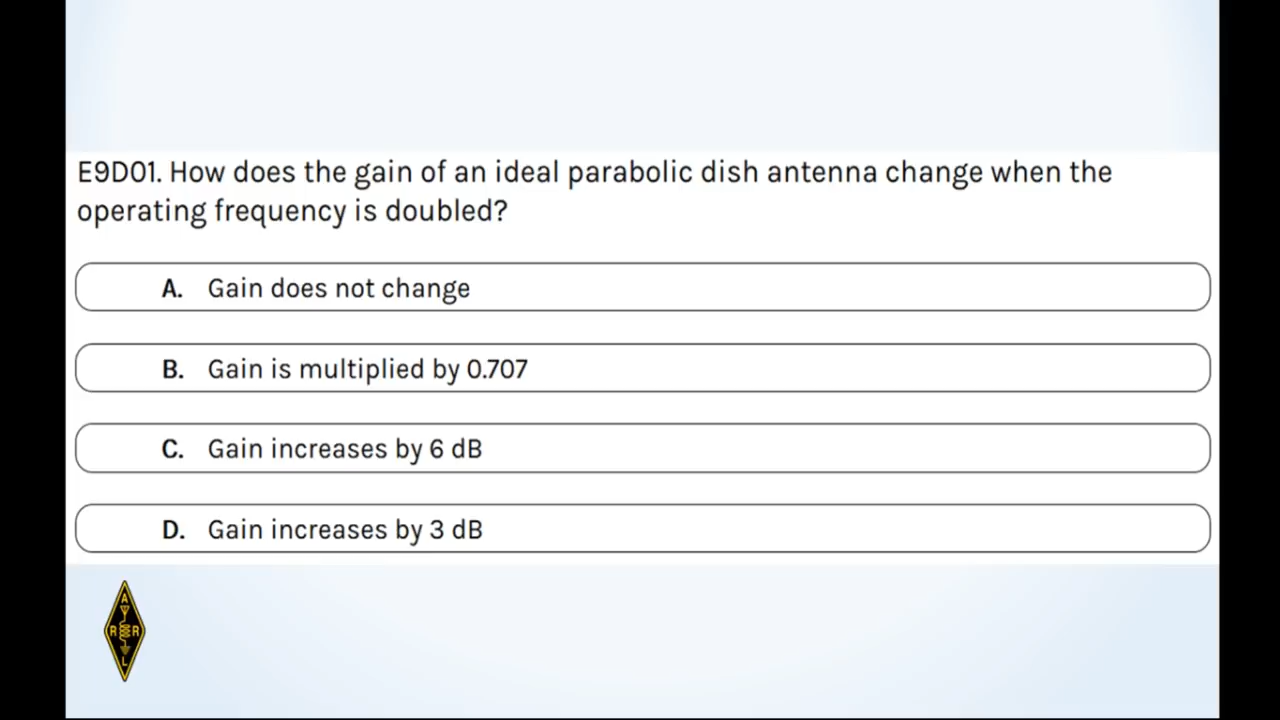 E9D01. How does the gain of an ideal parabolic dish antenna change when the
operating frequency is doubled?
A. Gain does not change
B. Gain is multiplied by 0.707
C. Gain increases by 6 dB
D. Gain increases by 3 dB
A
R R
L